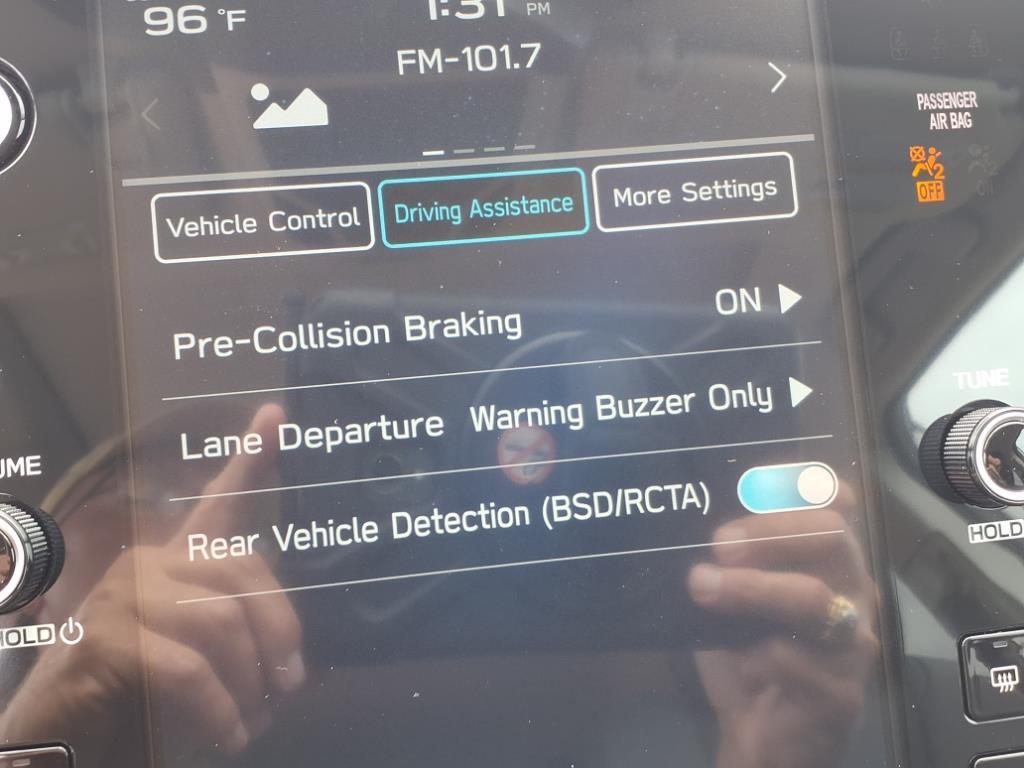 96 °F
1:31 PM
FM-101.7
PASSENGER
AIR BAG
2
OFF
Vehicle Control
Driving Assistance
More Settings
Pre-Collision Braking ON
TUNE
Lane Departure Warning Buzzer Only
UME
Rear Vehicle Detection (BSD/RCTA)
HOLD
HOLD